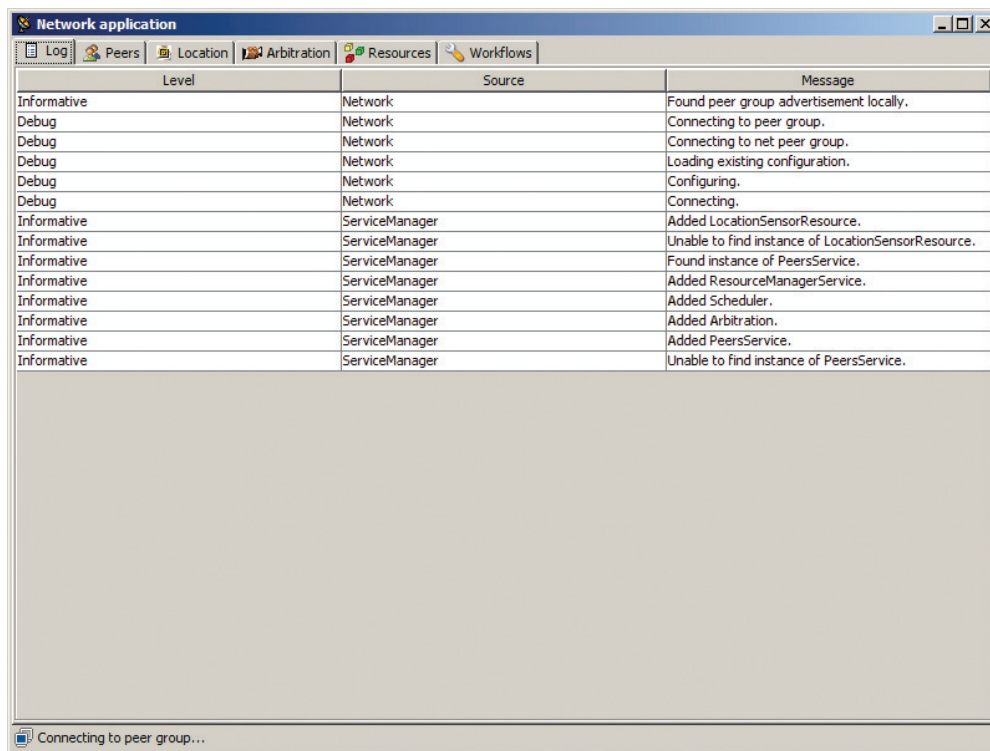 Network application
Log Peers Location Arbitration Resources Workflows
Level Source Message
Informative Network Found peer group advertisement locally.
Debug Network Connecting to peer group.
Debug Network Connecting to net peer group.
Debug Network Loading existing configuration.
Debug Network Configuring.
Debug Network Connecting.
Informative ServiceManager Added LocationSensorResource.
Informative ServiceManager Unable to find instance of LocationSensorResource.
Informative ServiceManager Found instance of PeersService.
Informative ServiceManager Added ResourceManagerService.
Informative ServiceManager Added Scheduler.
Informative ServiceManager Added Arbitration.
Informative ServiceManager Added PeersService.
Informative ServiceManager Unable to find instance of PeersService.
Connecting to peer group...